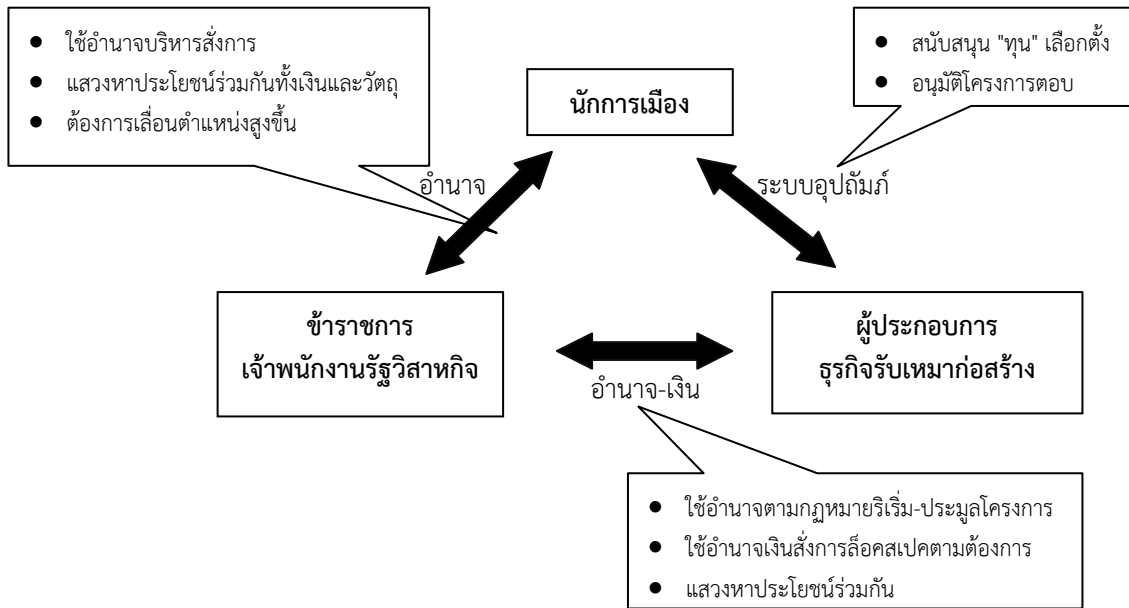 ● ใช้อำนาจบริหารสั่งการ
● แสวงหาประโยชน์ร่วมกันทั้งเงินและวัตถุ
● ต้องการเลื่อนตำแหน่งสูงขึ้น
● สนับสนุน "ทุน" เลือกตั้ง
● อนุมัติโครงการตอบ
นักการเมือง
อำนาจ
ระบบอุปถัมภ์
ข้าราชการ
เจ้าพนักงานรัฐวิสาหกิจ
ผู้ประกอบการ
ธุรกิจรับเหมาก่อสร้าง
อำนาจ-เงิน
● ใช้อำนาจตามกฎหมายริเริ่ม-ประมูลโครงการ
● ใช้อำนาจเงินสั่งการล็อคสเปคตามต้องการ
● แสวงหาประโยชน์ร่วมกัน